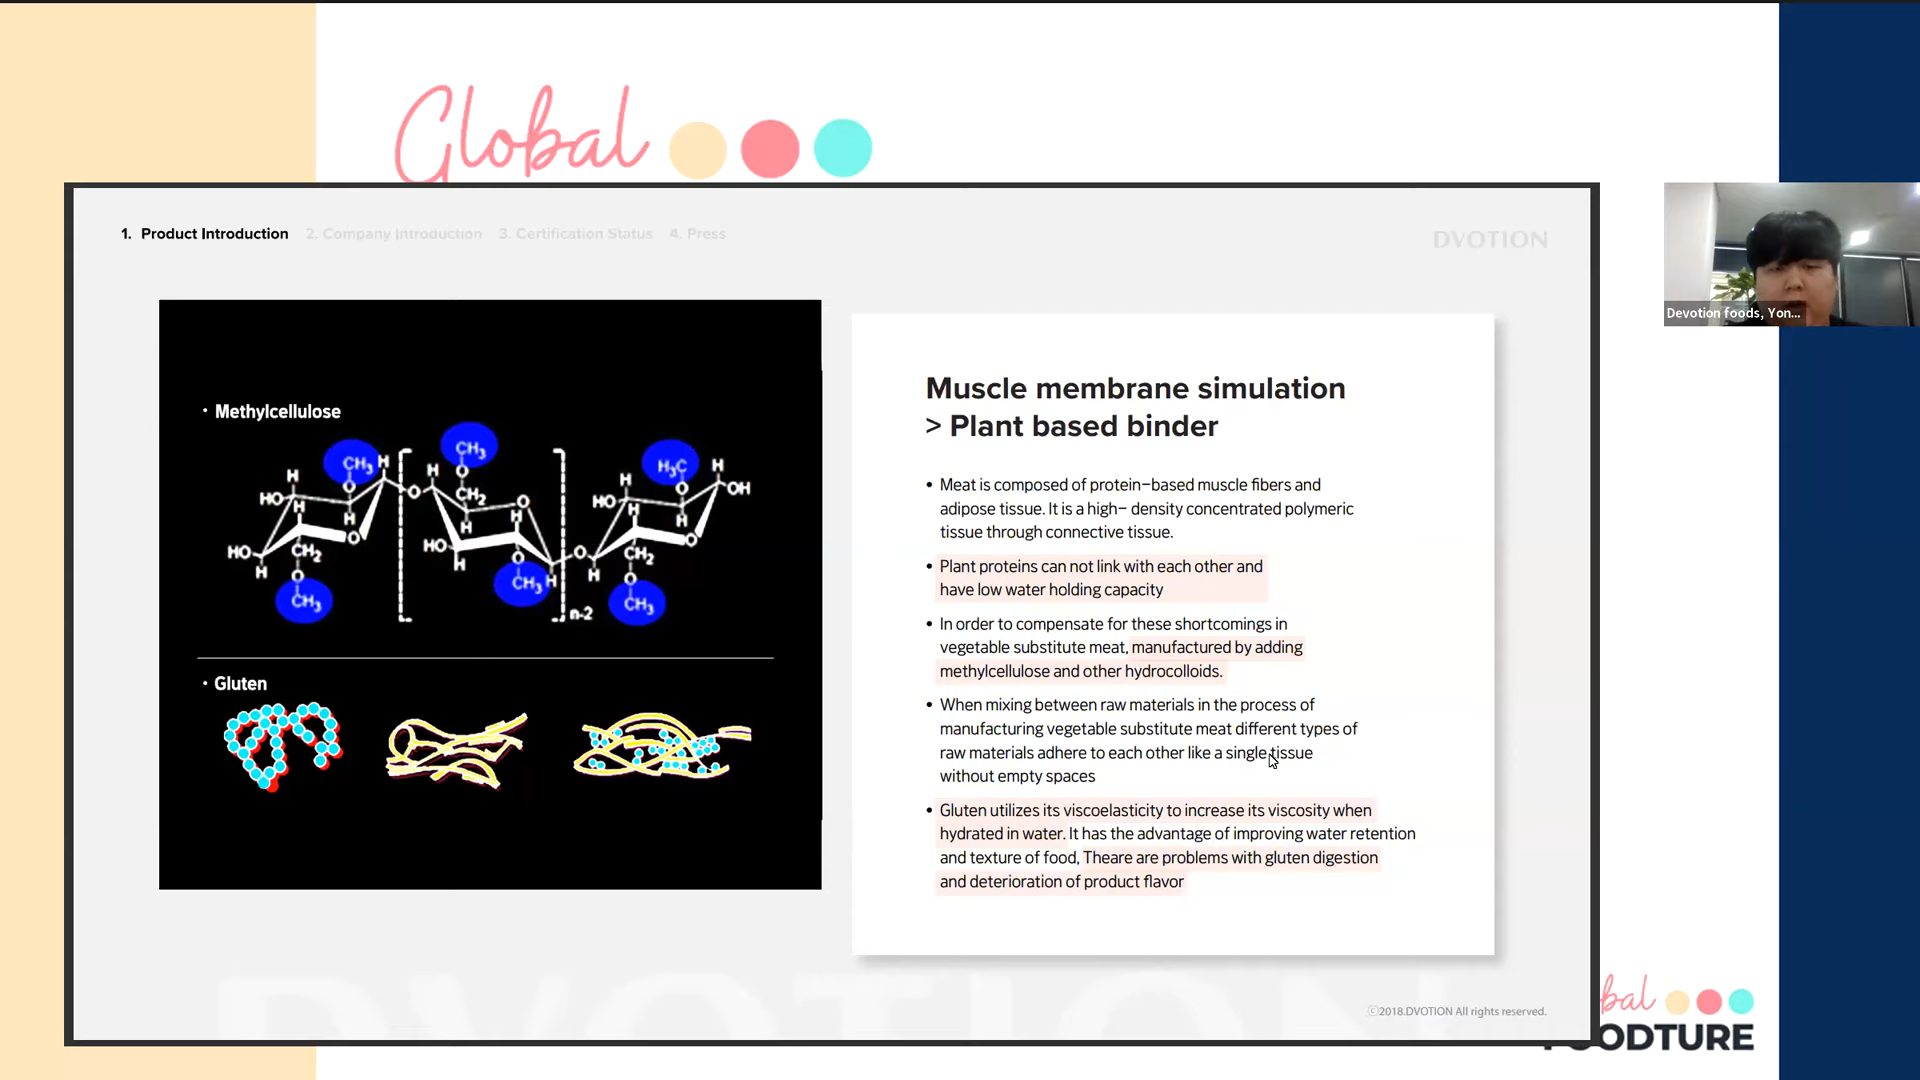 Global
1. Product Introduction 2. Company Introduction 3. Certification Status 4. Press
DVOTION
· Methylcellulose
CH₃ H CH₃ H₃C H
H O H O H O OH
HO H O CH₂ O HO H
H H H H H
HO CH₂ O HO H O CH₂ O
H O H O CH₃ H H O
CH₃ CH₃
n-2
· Gluten
Muscle membrane simulation
> Plant based binder
• Meat is composed of protein-based muscle fibers and
adipose tissue. It is a high- density concentrated polymeric
tissue through connective tissue.
• Plant proteins can not link with each other and
have low water holding capacity
• In order to compensate for these shortcomings in
vegetable substitute meat, manufactured by adding
methylcellulose and other hydrocolloids.
• When mixing between raw materials in the process of
manufacturing vegetable substitute meat different types of
raw materials adhere to each other like a single tissue
without empty spaces
• Gluten utilizes its viscoelasticity to increase its viscosity when
hydrated in water. It has the advantage of improving water retention
and texture of food, Theare are problems with gluten digestion
and deterioration of product flavor
DVOTION
©2018.DVOTION All rights reserved.
Devotion foods, Yon...
bal
FOODTURE